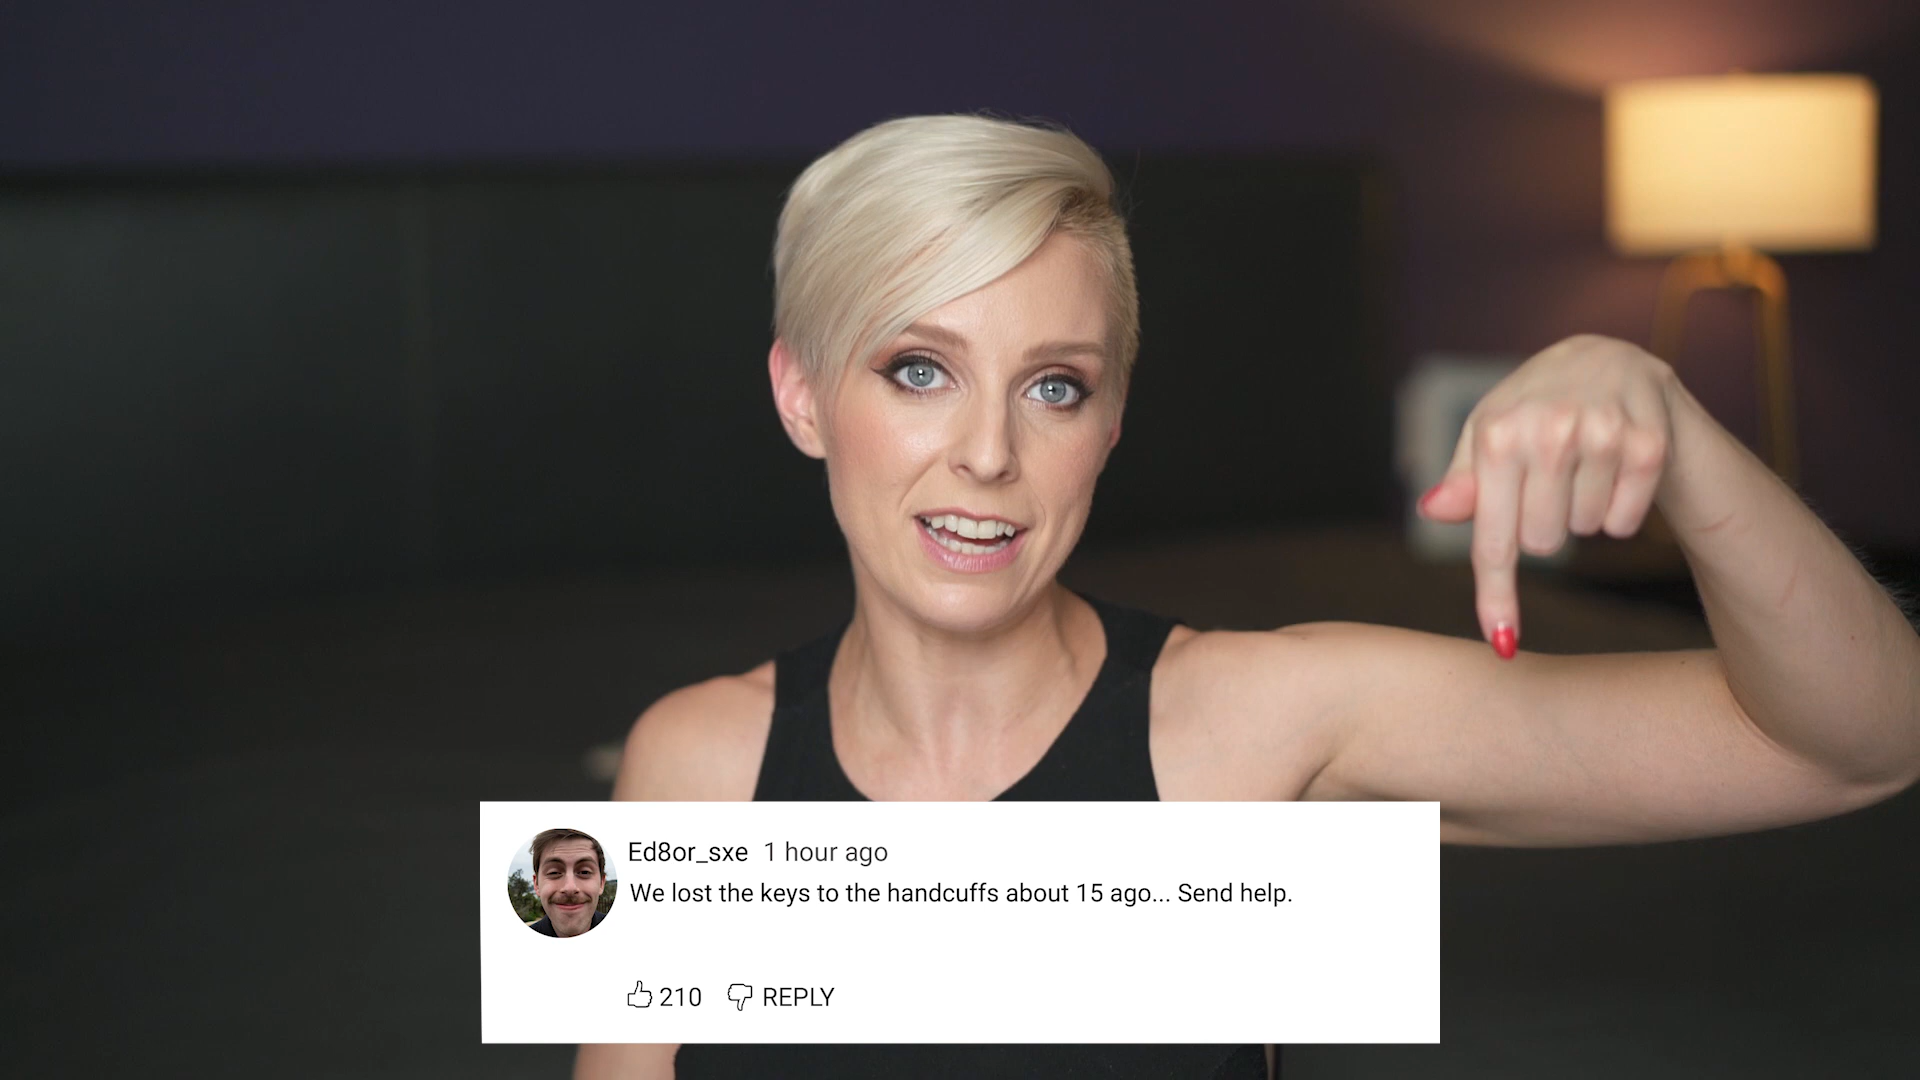 Ed8or_sxe 1 hour ago
We lost the keys to the handcuffs about 15 ago... Send help.
210 REPLY